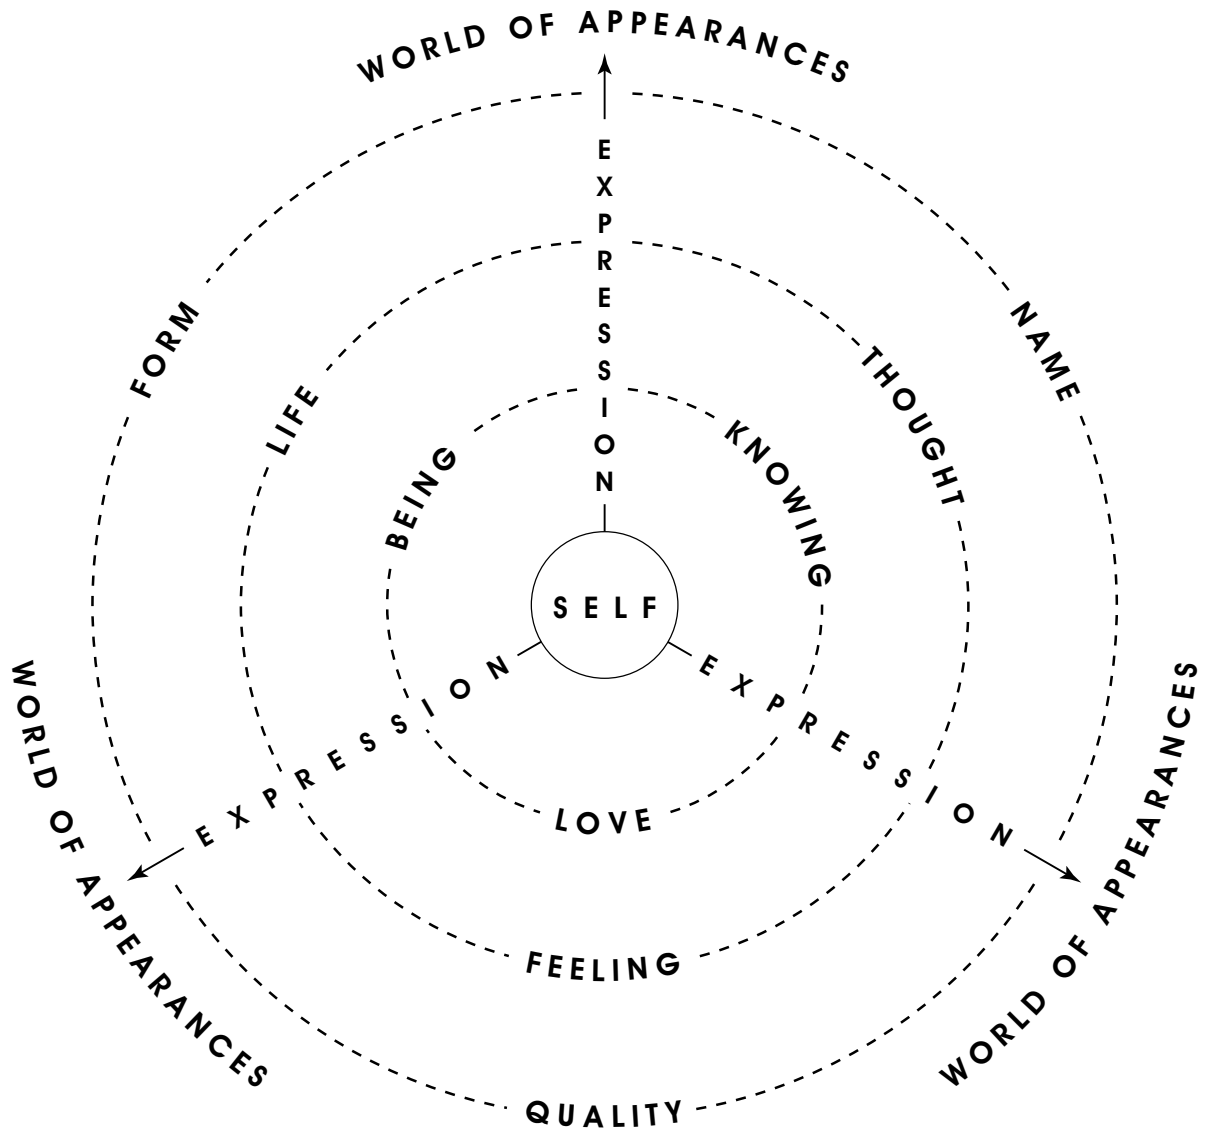 WORLD OF APPEARANCES
EXPRESSION
FORM
NAME
LIFE
THOUGHT
BEING
KNOWING
SELF
EXPRESSION
EXPRESSION
WORLD OF APPEARANCES
WORLD OF APPEARANCES
LOVE
FEELING
QUALITY